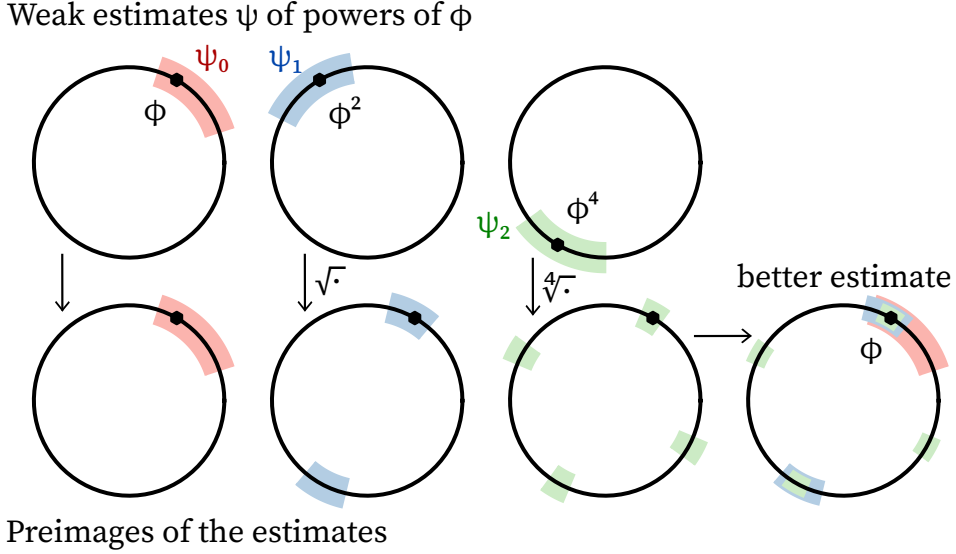 Weak estimates ψ of powers of ϕ
ψ₀
ϕ
ψ₁
ϕ²
ψ₂
ϕ⁴
√·
∜·
better estimate
ϕ
Preimages of the estimates